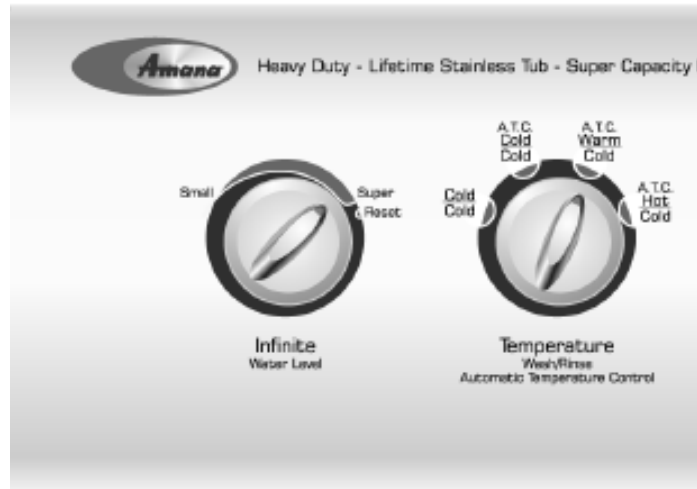 Amana
Heavy Duty - Lifetime Stainless Tub - Super Capacity
Small
Super
Reset
Infinite
Water Level
Cold
Cold
A.T.C.
Cold
Cold
A.T.C.
Warm
Cold
A.T.C.
Hot
Cold
Temperature
Wash/Rinse
Automatic Temperature Control